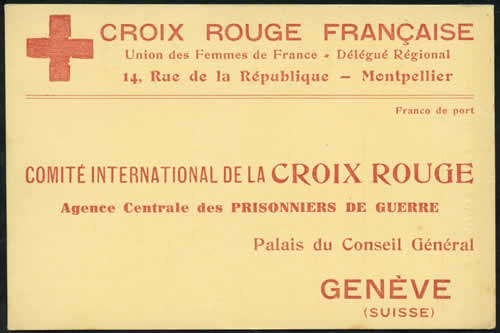 CROIX ROUGE FRANÇAISE
Union des Femmes de France - Délégué Régional
14, Rue de la République — Montpellier
Franco de port
COMITÉ INTERNATIONAL DE LA CROIX ROUGE
Agence Centrale des PRISONNIERS DE GUERRE
Palais du Conseil Général
GENÈVE
(SUISSE)